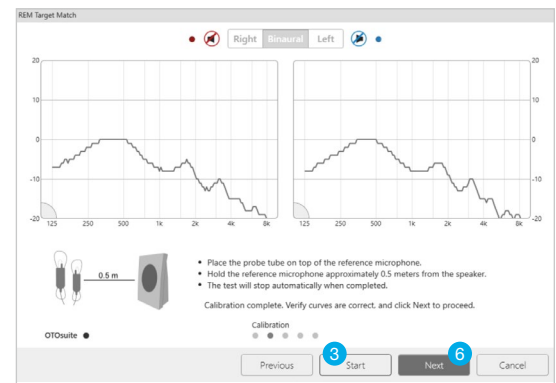 REM Target Match
Right Binaural Left
20 20
10 10
0 0
-10 -10
-20 -20
125 250 500 1k 2k 4k 8k 125 250 500 1k 2k 4k 8k
0.5 m
• Place the probe tube on top of the reference microphone.
• Hold the reference microphone approximately 0.5 meters from the speaker.
• The test will stop automatically when completed.
Calibration complete. Verify curves are correct, and click Next to proceed.
OTOsuite
Calibration
3 6
Previous Start Next Cancel